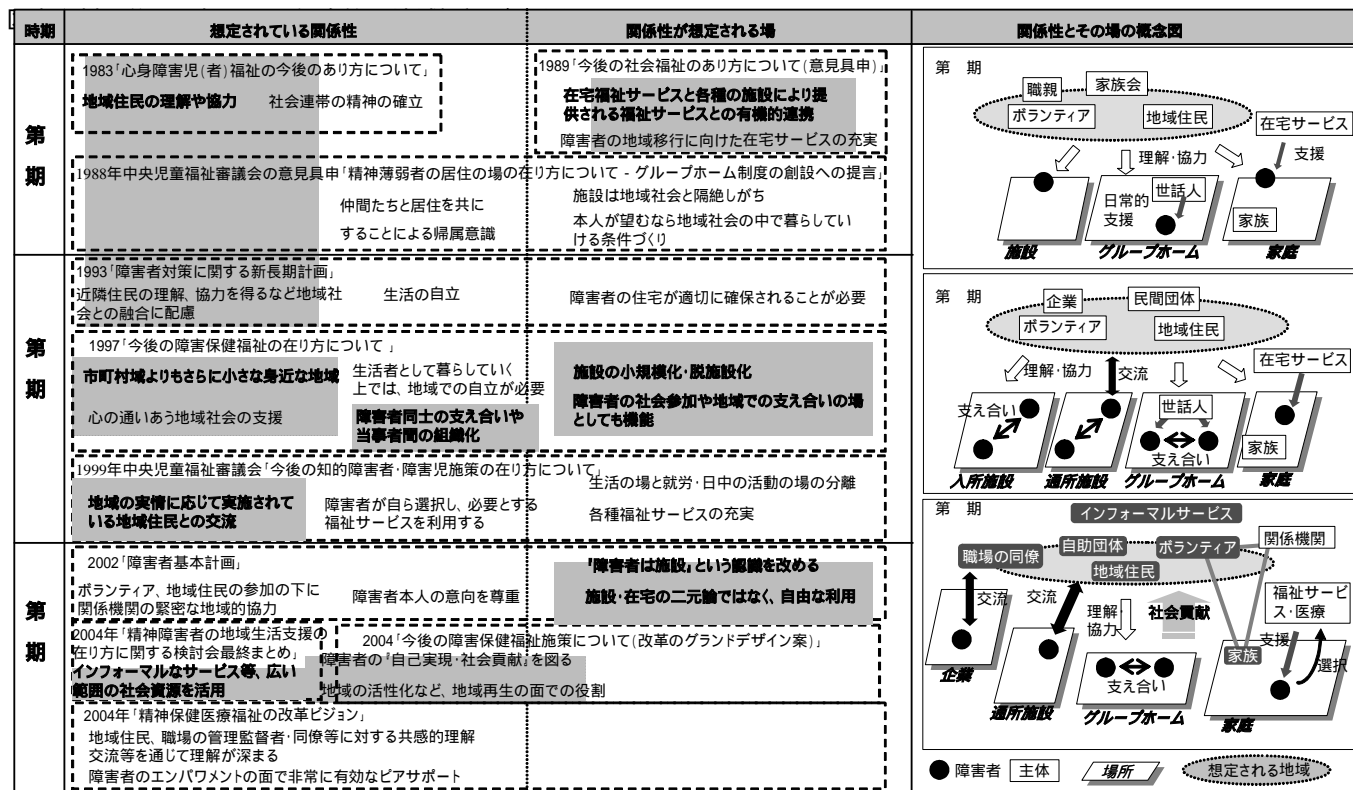 時期
想定されている関係性
関係性が想定される場
関係性とその場の概念図
第
期
1983「心身障害児(者)福祉の今後のあり方について」
地域住民の理解や協力
社会連帯の精神の確立
1989「今後の社会福祉のあり方について(意見具申)」
在宅福祉サービスと各種の施設により提
供される福祉サービスとの有機的連携
障害者の地域移行に向けた在宅サービスの充実
1988年中央児童福祉審議会の意見具申「精神薄弱者の居住の場の在り方について - グループホーム制度の創設への提言」
仲間たちと居住を共に
することによる帰属意識
施設は地域社会と隔絶しがち
本人が望むなら地域社会の中で暮らしてい
ける条件づくり
第 期
職親
家族会
ボランティア
地域住民
在宅サービス
理解・協力
支援
日常的
支援
世話人
家族
施設
グループホーム
家庭
第
期
1993「障害者対策に関する新長期計画」
近隣住民の理解、協力を得るなど地域社
会との融合に配慮
生活の自立
障害者の住宅が適切に確保されることが必要
1997「今後の障害保健福祉の在り方について」
市町村域よりもさらに小さな身近な地域
心の通いあう地域社会の支援
生活者として暮らしていく
上では、地域での自立が必要
障害者同士の支え合いや
当事者間の組織化
施設の小規模化・脱施設化
障害者の社会参加や地域での支え合いの場
としても機能
1999年中央児童福祉審議会「今後の知的障害者・障害児施策の在り方について」
地域の実情に応じて実施されて
いる地域住民との交流
障害者が自ら選択し、必要とする
福祉サービスを利用する
生活の場と就労・日中の活動の場の分離
各種福祉サービスの充実
第 期
企業
民間団体
ボランティア
地域住民
在宅サービス
理解・協力
交流
支援
支え合い
世話人
支え合い
家族
入所施設
通所施設
グループホーム
家庭
第
期
2002「障害者基本計画」
ボランティア、地域住民の参加の下に
関係機関の緊密な地域的協力
障害者本人の意向を尊重
「障害者は施設」という認識を改める
施設・在宅の二元論ではなく、自由な利用
2004年「精神障害者の地域生活支援の
在り方に関する検討会最終まとめ」
インフォーマルなサービス等、広い
範囲の社会資源を活用
2004「今後の障害保健福祉施策について(改革のグランドデザイン案)」
障害者の「自己実現・社会貢献」を図る
地域の活性化など、地域再生の面での役割
2004年「精神保健医療福祉の改革ビジョン」
地域住民、職場の管理監督者・同僚等に対する共感的理解
交流等を通じて理解が深まる
障害者のエンパワメントの面で非常に有効なピアサポート
第 期
インフォーマルサービス
職場の同僚
自助団体
ボランティア
関係機関
地域住民
交流
交流
理解・
協力
社会貢献
福祉サービ
ス・医療
支援
選択
家族
支え合い
企業
通所施設
グループホーム
家庭
障害者
主体
場所
想定される地域